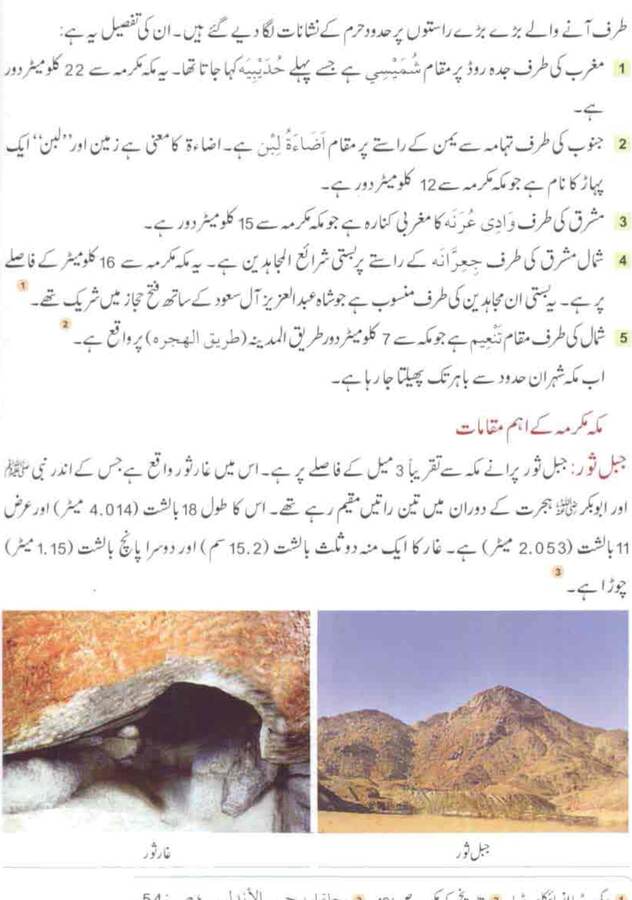 طرف آنے والے بڑے بڑے راستوں پر حدود حرم کے نشانات لگا دیے گئے ہیں۔ ان کی تفصیل یہ ہے:
1 مغرب کی طرف جدہ روڈ پر مقام شُمَیْسِي ہے جسے پہلے حُدَیْبِیَه کہا جاتا تھا۔ یہ مکہ مکرمہ سے 22 کلومیٹر دور
ہے۔
2 جنوب کی طرف تہامہ سے یمن کے راستے پر مقام اَضَاءَةُ لِبْن ہے۔ اضاءۃ کا معنی ہے زمین اور ”لبن“ ایک
پہاڑ کا نام ہے جو مکہ مکرمہ سے 12 کلومیٹر دور ہے۔
3 مشرق کی طرف وَادِی عُرَنَه کا مغربی کنارہ ہے جو مکہ مکرمہ سے 15 کلومیٹر دور ہے۔
4 شمال مشرق کی طرف جِعِرَّانَه کے راستے پر بستی شرائع المجاہدین ہے۔ یہ مکہ مکرمہ سے 16 کلومیٹر کے فاصلے
پر ہے۔ یہ بستی ان مجاہدین کی طرف منسوب ہے جو شاہ عبدالعزیز آل سعود کے ساتھ فتح حجاز میں شریک تھے۔ 1
5 شمال کی طرف مقام تَنْعِیم ہے جو مکہ سے 7 کلومیٹر دور طریق المدینہ (طريق الهجره) پر واقع ہے۔ 2
اب مکہ شہر ان حدود سے باہر تک پھیلتا جا رہا ہے۔
مکہ مکرمہ کے اہم مقامات
جبل ثور: جبل ثور پرانے مکہ سے تقریباً 3 میل کے فاصلے پر ہے۔ اس میں غار ثور واقع ہے جس کے اندر نبی ﷺ
اور ابوبکر ﷺ ہجرت کے دوران میں تین راتیں مقیم رہے تھے۔ اس کا طول 18 بالشت (4.014 میٹر) اور عرض
11 بالشت (2.053 میٹر) ہے۔ غار کا ایک منہ دو ثلث بالشت (15.2 سم) اور دوسرا پانچ بالشت (1.15 میٹر)
چوڑا ہے۔ 3
جبل ثور
غار ثور